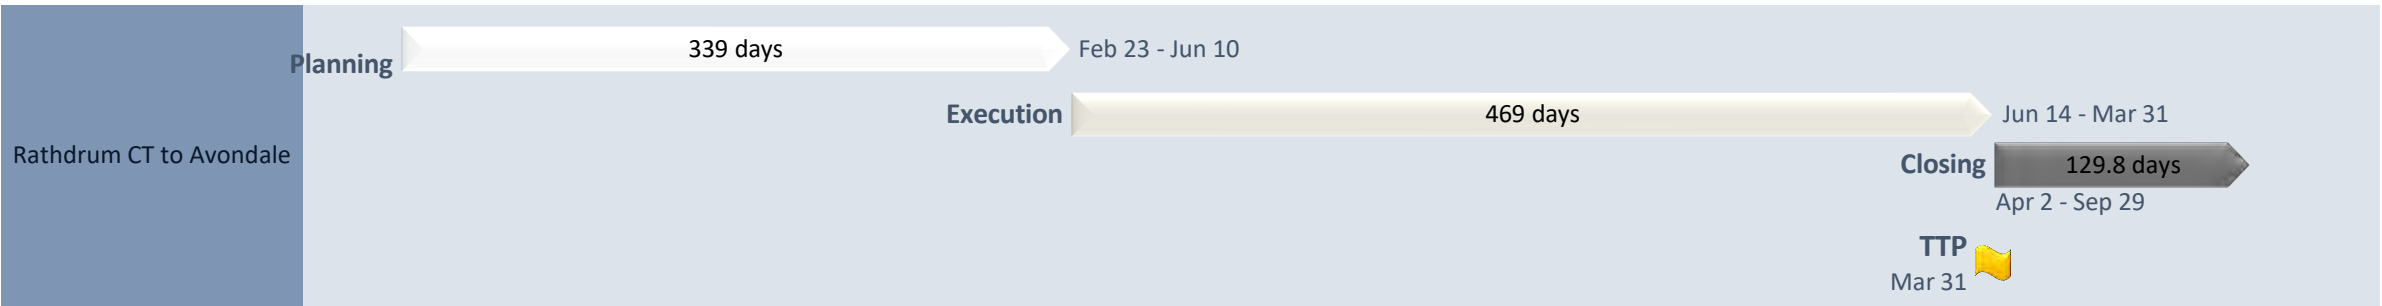 Rathdrum CT to Avondale
Planning
339 days
Feb 23 - Jun 10
Execution
469 days
Jun 14 - Mar 31
Closing
129.8 days
Apr 2 - Sep 29
TTP
Mar 31